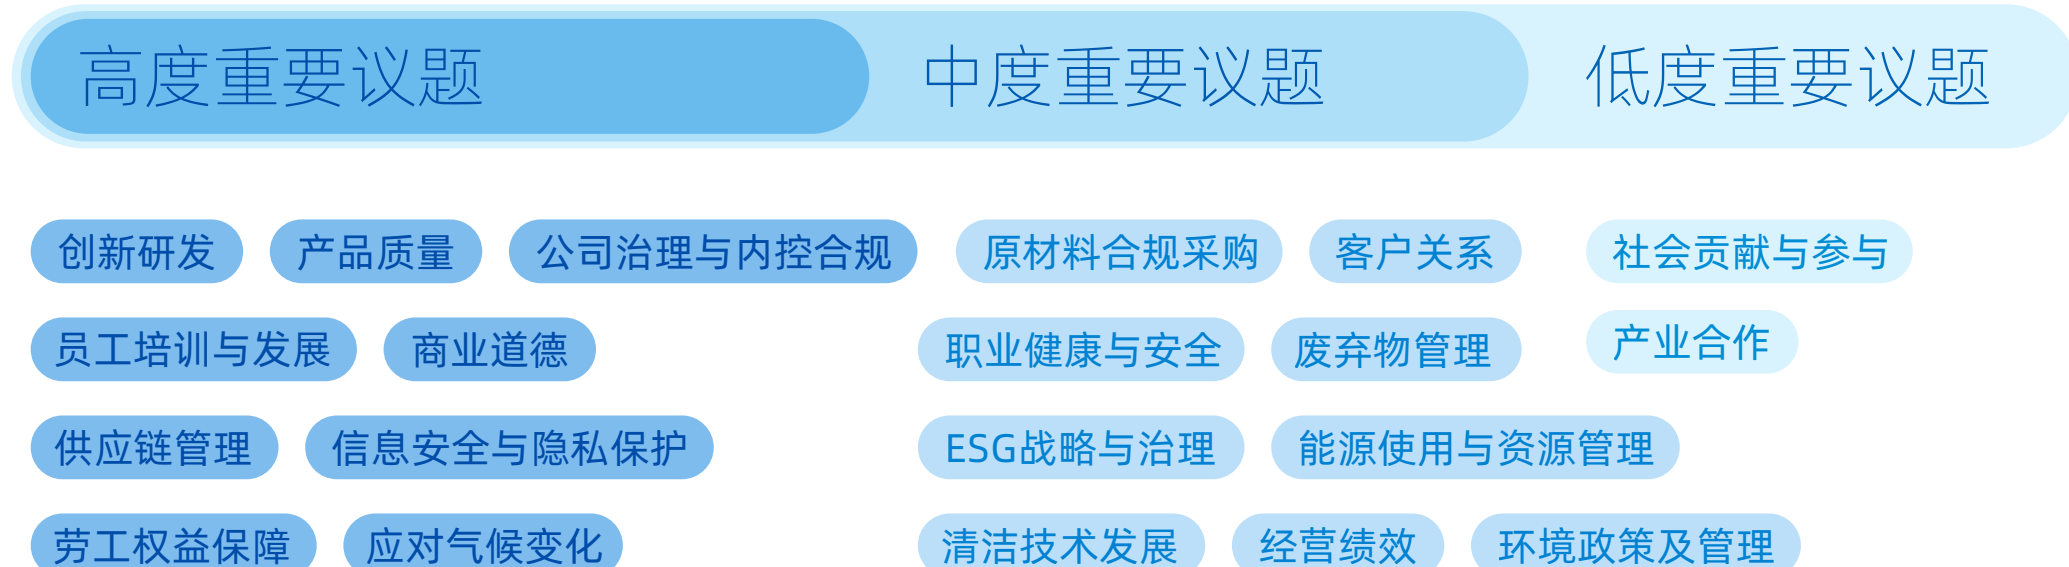 高度重要议题 中度重要议题 低度重要议题
创新研发 产品质量 公司治理与内控合规 原材料合规采购 客户关系 社会贡献与参与
员工培训与发展 商业道德 职业健康与安全 废弃物管理 产业合作
供应链管理 信息安全与隐私保护 ESG战略与治理 能源使用与资源管理
劳工权益保障 应对气候变化 清洁技术发展 经营绩效 环境政策及管理